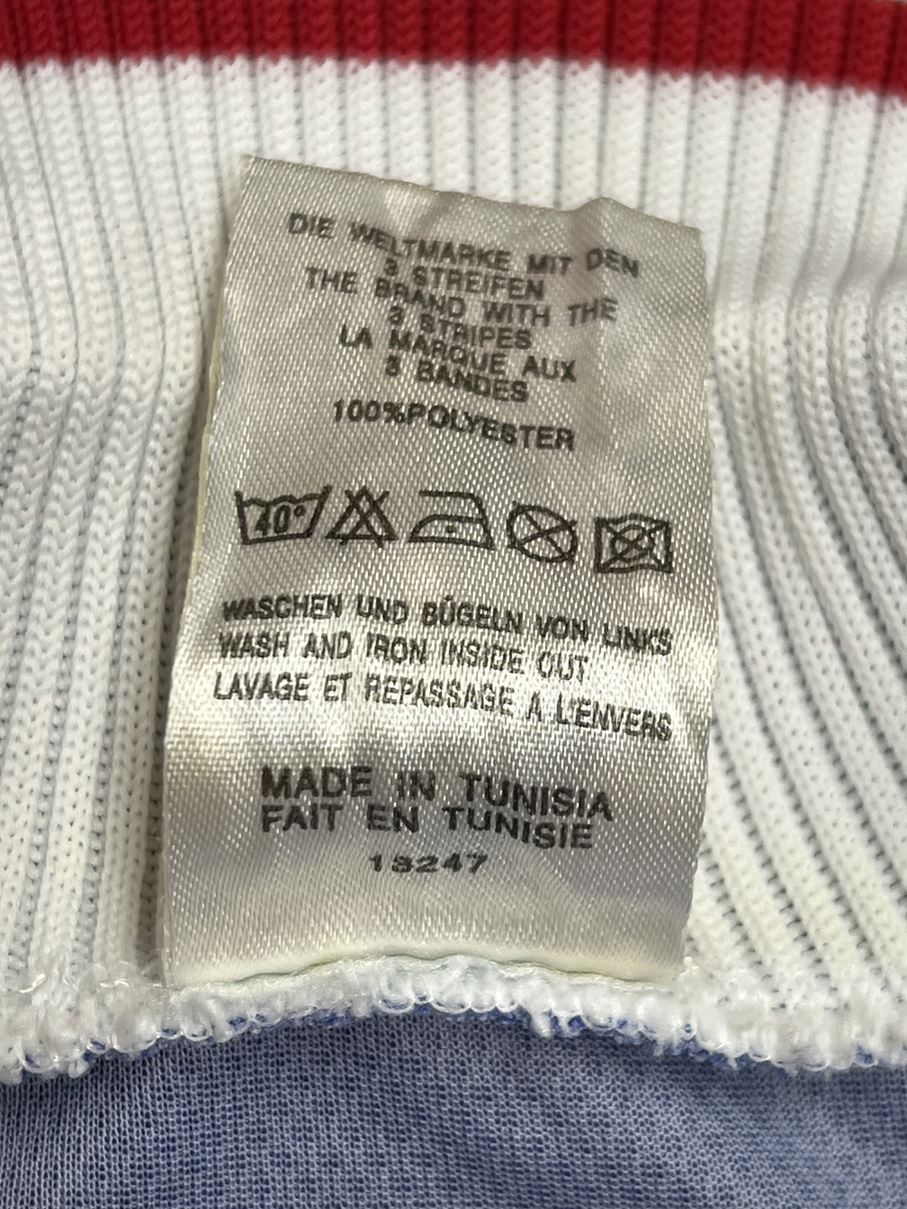 DIE WELTMARKE MIT DEN
3 STREIFEN
THE BRAND WITH THE
3 STRIPES
LA MARQUE AUX
3 BANDES
100%POLYESTER
40°
WASCHEN UND BÜGELN VON LINKS
WASH AND IRON INSIDE OUT
LAVAGE ET REPASSAGE A L'ENVERS
MADE IN TUNISIA
FAIT EN TUNISIE
13247